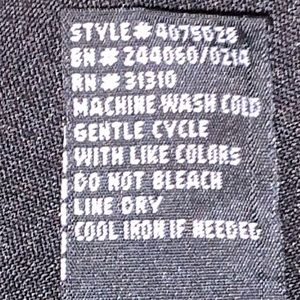 STYLE# 4075028
BN# 244060/0214
RN# 31310
MACHINE WASH COLD
GENTLE CYCLE
WITH LIKE COLORS
DO NOT BLEACH
LINE DRY
COOL IRON IF NEEDED